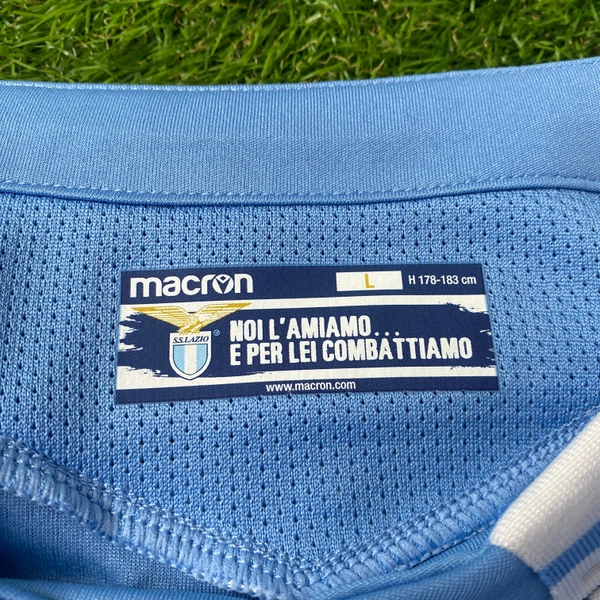 macron L H 178-183 cm
S.S.LAZIO ®
NOI L'AMIAMO...
E PER LEI COMBATTIAMO
www.macron.com